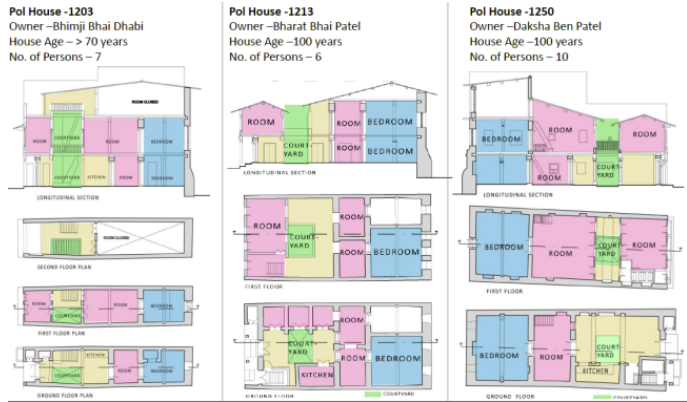 Pol House -1203
Owner –Bhimji Bhai Dhabi
House Age – > 70 years
No. of Persons – 7
ROOM CLOSED
ROOM
COURTYARD
ROOM
BEDROOM
ROOM
COURTYARD
KITCHEN
ROOM
BEDROOM
LONGITUDINAL SECTION
ROOM CLOSED
SECOND FLOOR PLAN
ROOM
COURTYARD
ROOM
BEDROOM
FIRST FLOOR PLAN
KITCHEN
COURTYARD
ROOM
BEDROOM
GROUND FLOOR PLAN
Pol House -1213
Owner –Bharat Bhai Patel
House Age –100 years
No. of Persons – 6
ROOM
ROOM
BEDROOM
COURT
YARD
ROOM
BEDROOM
LONGITUDINAL SECTION
ROOM
COURT-
YARD
ROOM
ROOM
BEDROOM
FIRST FLOOR
COURT-
YARD
ROOM
ROOM
BEDROOM
KITCHEN
GROUND FLOOR
COURTYARD
Pol House -1250
Owner –Daksha Ben Patel
House Age –100 years
No. of Persons – 10
BEDROOM
ROOM
ROOM
ROOM
COURT-
YARD
LONGITUDINAL SECTION
BEDROOM
ROOM
COURT-
YARD
ROOM
FIRST FLOOR
BEDROOM
ROOM
COURT-
YARD
KITCHEN
GROUND FLOOR
COURTYARD